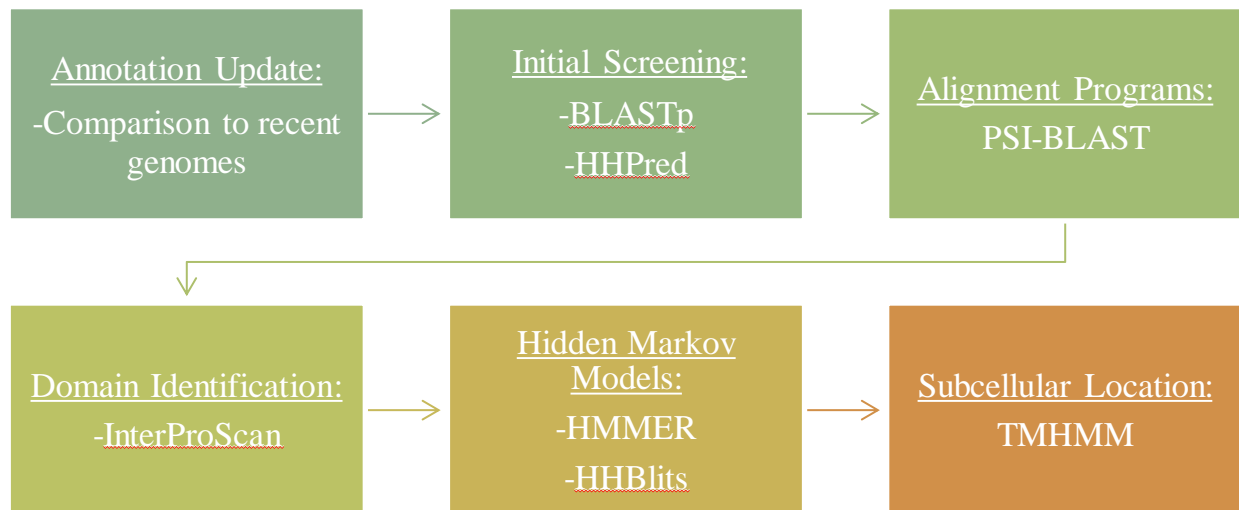 Annotation Update:
-Comparison to recent
genomes
Initial Screening:
-BLASTp
-HHPred
Alignment Programs:
PSI-BLAST
Domain Identification:
-InterProScan
Hidden Markov
Models:
-HMMER
-HHBlits
Subcellular Location:
TMHMM